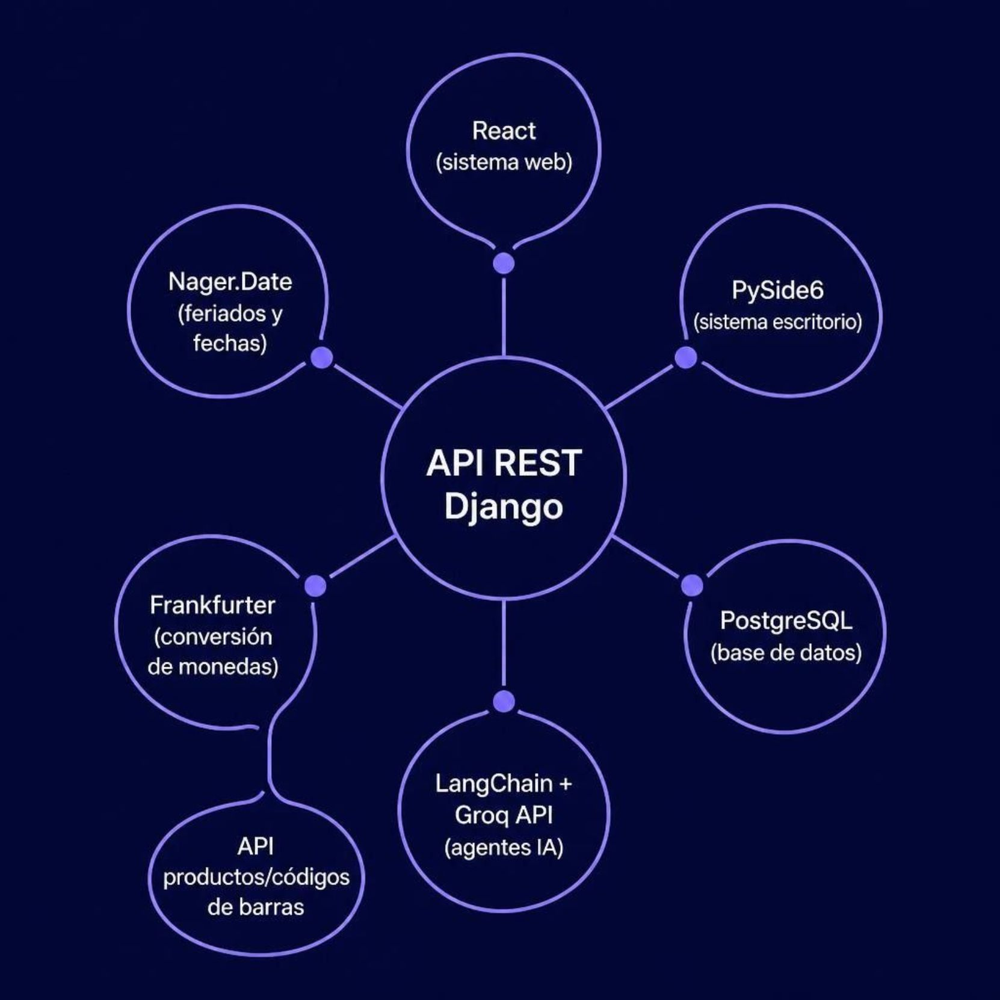 React
(sistema web)
Nager.Date
(feriados y
fechas)
PySide6
(sistema escritorio)
API REST
Django
Frankfurter
(conversión
de monedas)
PostgreSQL
(base de datos)
LangChain +
Groq API
(agentes IA)
API
productos/códigos
de barras